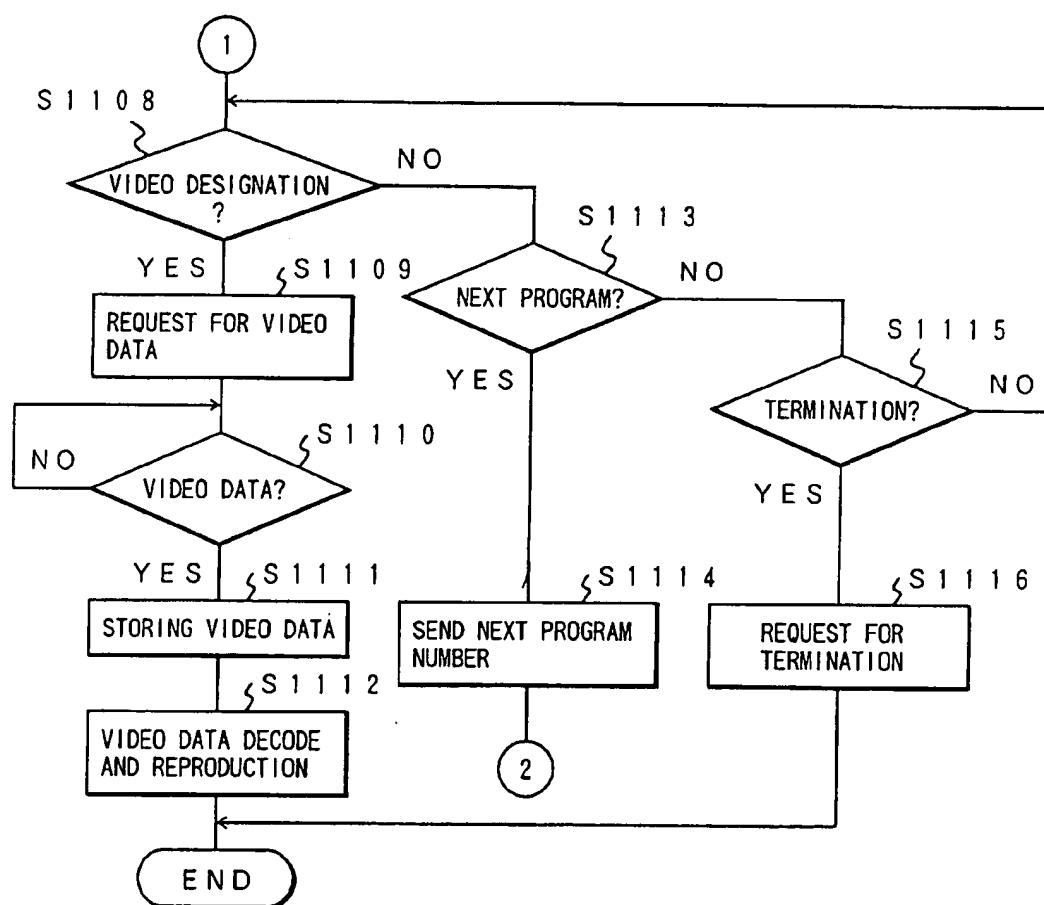 1
S1108
VIDEO DESIGNATION
?
NO
YES
S1109
REQUEST FOR VIDEO
DATA
S1110
VIDEO DATA?
NO
YES
S1111
STORING VIDEO DATA
S1112
VIDEO DATA DECODE
AND REPRODUCTION
END
S1113
NEXT PROGRAM?
NO
YES
S1114
SEND NEXT PROGRAM
NUMBER
2
S1115
TERMINATION?
NO
YES
S1116
REQUEST FOR
TERMINATION